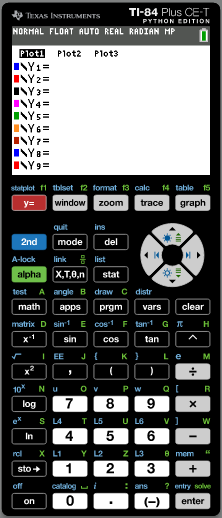 TEXAS INSTRUMENTS TI-84 Plus CE-T
PYTHON EDITION
NORMAL FLOAT AUTO REAL RADIAN MP
Plot1 Plot2 Plot3
\Y1=
\Y2=
\Y3=
\Y4=
\Y5=
\Y6=
\Y7=
\Y8=
\Y9=
statplot f1 tblset f2 format f3 calc f4 table f5
y= window zoom trace graph
quit ins
2nd mode del
A-lock link list
alpha X,T,θ,n stat
test A angle B draw C distr
math apps prgm vars clear
matrix D sin⁻¹ E cos⁻¹ F tan⁻¹ G π H
x⁻¹ sin cos tan ^
√ I EE J { K } L e M
x² , ( ) ÷
10ˣ N u O v P w Q [ R
log 7 8 9 ×
eˣ S L4 T L5 U L6 V ] W
ln 4 5 6 −
rcl X L1 Y L2 Z L3 θ mem "
sto→ 1 2 3 +
off catalog i : ans ? entry solve
on 0 . (−) enter